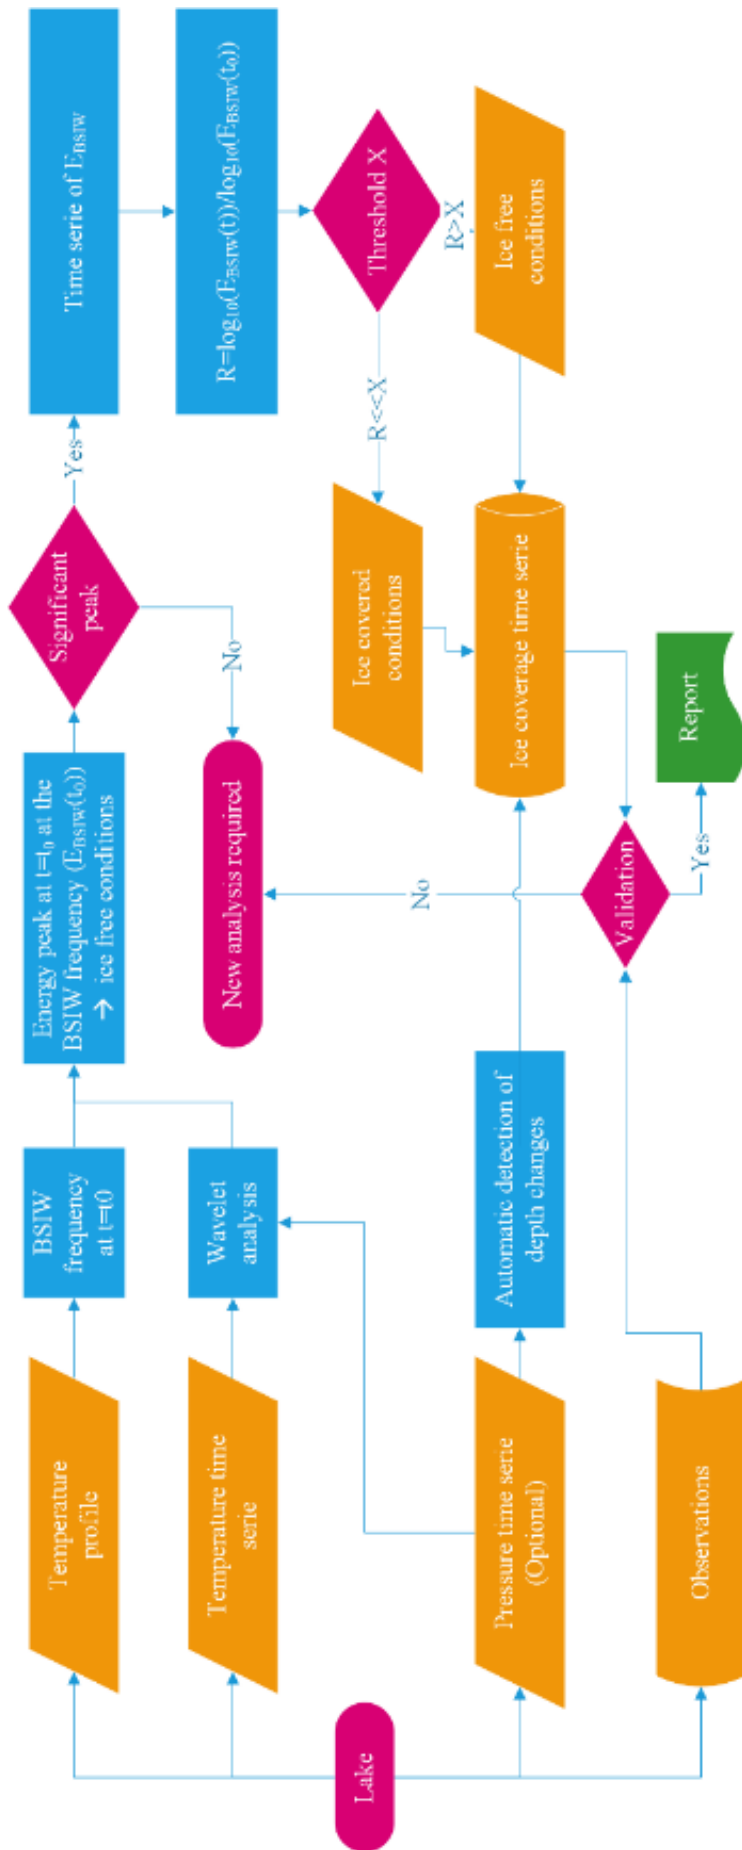 Lake
Temperature
profile
Temperature time
serie
Pressure time serie
(Optional)
Observations
BSIW
frequency
at t=t0
Wavelet
analysis
Automatic detection of
depth changes
Energy peak at t=t₀ at the
BSIW frequency (E_BSIW(t₀))
→ ice free conditions
New analysis required
Significant
peak
No
Yes
Time serie of E_BSIW
R=log₁₀(E_BSIW(t))/log₁₀(E_BSIW(t₀))
Threshold X
R<<X
R>X
Ice covered
conditions
Ice free
conditions
Ice coverage time serie
Validation
No
Yes
Report